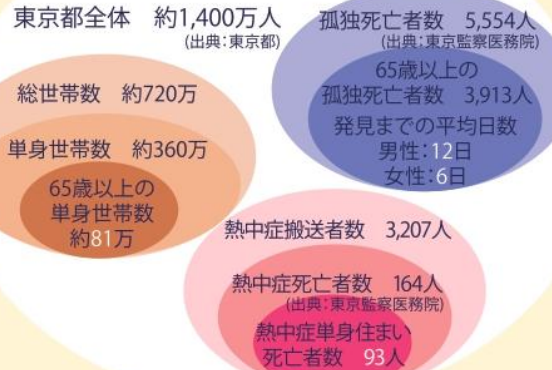 東京都全体 約1,400万人
(出典:東京都)
総世帯数 約720万
単身世帯数 約360万
65歳以上の
単身世帯数
約81万
孤独死亡者数 5,554人
(出典:東京監察医務院)
65歳以上の
孤独死亡者数 3,913人
発見までの平均日数
男性:12日
女性:6日
熱中症搬送者数 3,207人
熱中症死亡者数 164人
(出典:東京監察医務院)
熱中症単身住まい
死亡者数 93人